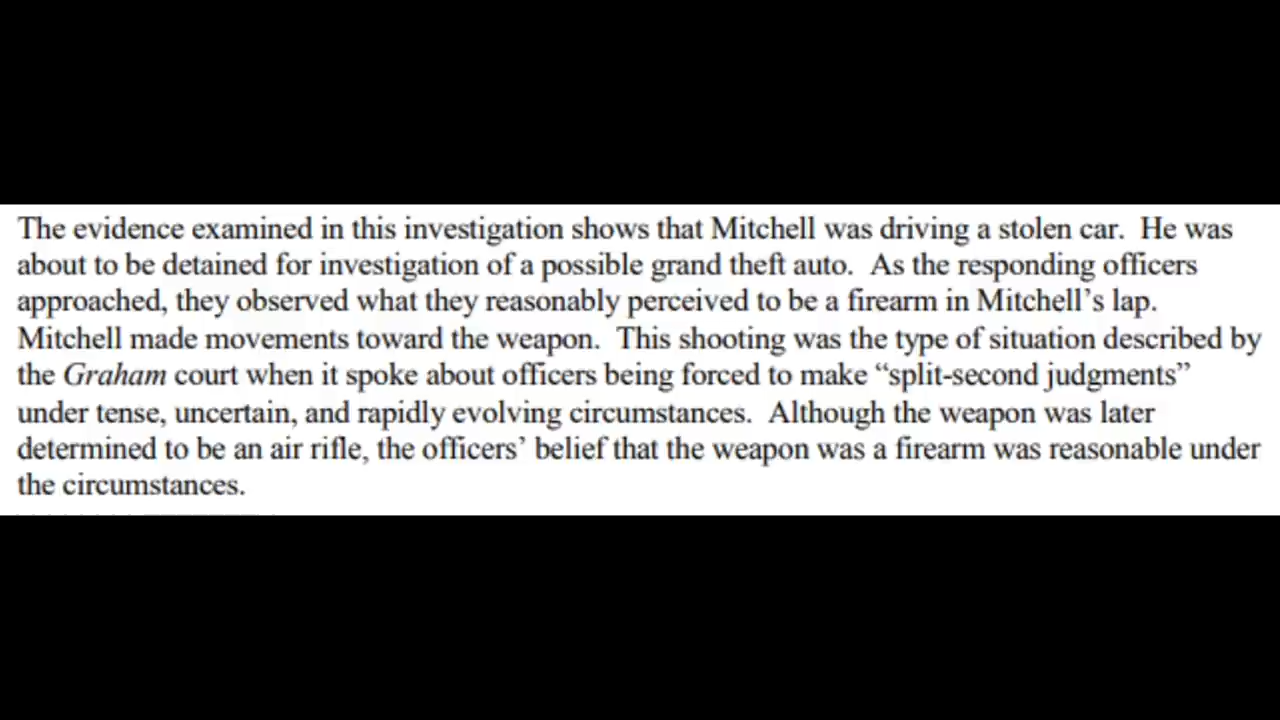 The evidence examined in this investigation shows that Mitchell was driving a stolen car.  He was
about to be detained for investigation of a possible grand theft auto.  As the responding officers
approached, they observed what they reasonably perceived to be a firearm in Mitchell’s lap.
Mitchell made movements toward the weapon.  This shooting was the type of situation described by
the Graham court when it spoke about officers being forced to make “split-second judgments”
under tense, uncertain, and rapidly evolving circumstances.  Although the weapon was later
determined to be an air rifle, the officers’ belief that the weapon was a firearm was reasonable under
the circumstances.